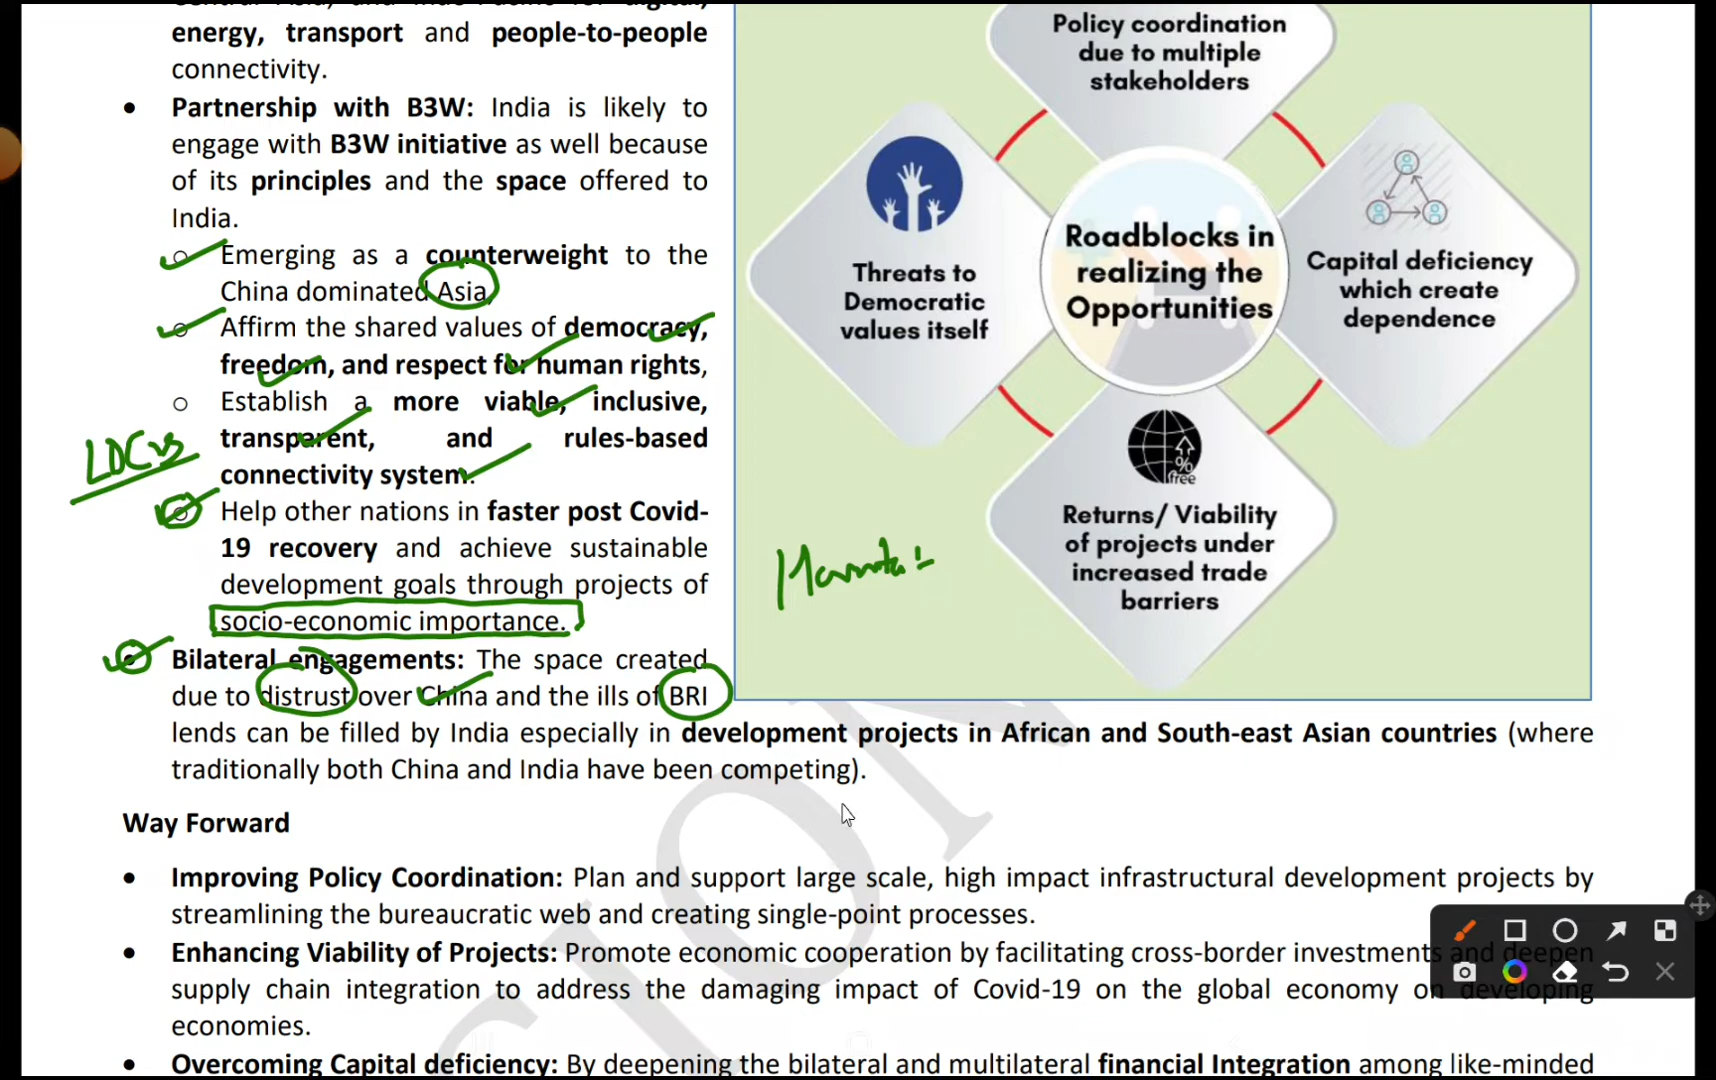 energy, transport and people-to-people
connectivity.
• Partnership with B3W: India is likely to
engage with B3W initiative as well because
of its principles and the space offered to
India.
o Emerging as a counterweight to the
China dominated Asia,
o Affirm the shared values of democracy,
freedom, and respect for human rights,
o Establish a more viable, inclusive,
transparent, and rules-based
connectivity system.
o Help other nations in faster post Covid-
19 recovery and achieve sustainable
development goals through projects of
socio-economic importance.
• Bilateral engagements: The space created
due to distrust over China and the ills of BRI
lends can be filled by India especially in development projects in African and South-east Asian countries (where
traditionally both China and India have been competing).
Policy coordination
due to multiple
stakeholders
Threats to
Democratic
values itself
Roadblocks in
realizing the
Opportunities
Capital deficiency
which create
dependence
%
free
Returns/ Viability
of projects under
increased trade
barriers
Way Forward
• Improving Policy Coordination: Plan and support large scale, high impact infrastructural development projects by
streamlining the bureaucratic web and creating single-point processes.
• Enhancing Viability of Projects: Promote economic cooperation by facilitating cross-border investments and deepen
supply chain integration to address the damaging impact of Covid-19 on the global economy on developing
economies.
• Overcoming Capital deficiency: By deepening the bilateral and multilateral financial Integration among like-minded